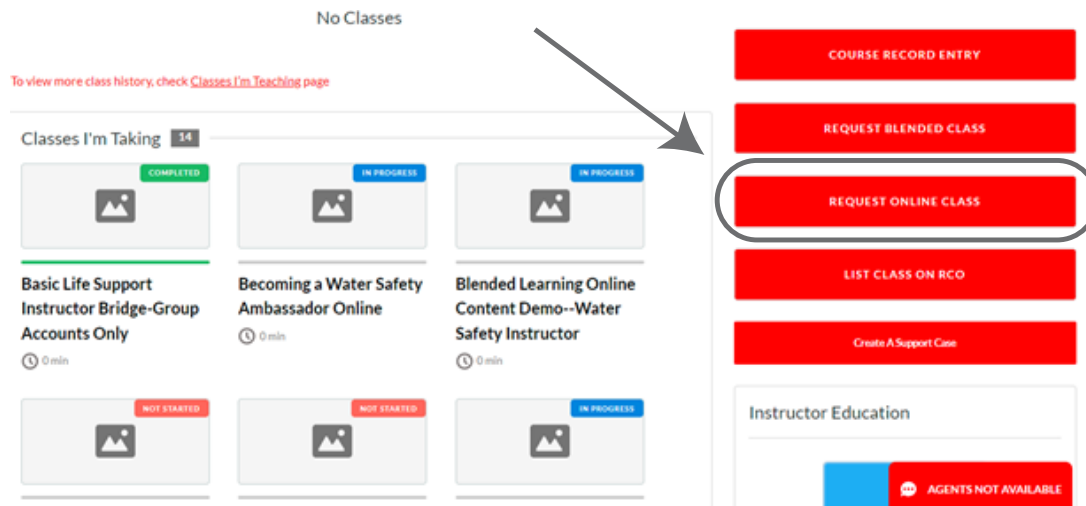 No Classes
To view more class history, check Classes I'm Teaching page
Classes I'm Taking 14
COMPLETED
IN PROGRESS
IN PROGRESS
Basic Life Support
Instructor Bridge-Group
Accounts Only
0 min
Becoming a Water Safety
Ambassador Online
0 min
Blended Learning Online
Content Demo--Water
Safety Instructor
0 min
NOT STARTED
NOT STARTED
IN PROGRESS
COURSE RECORD ENTRY
REQUEST BLENDED CLASS
REQUEST ONLINE CLASS
LIST CLASS ON RCO
Create A Support Case
Instructor Education
AGENTS NOT AVAILABLE